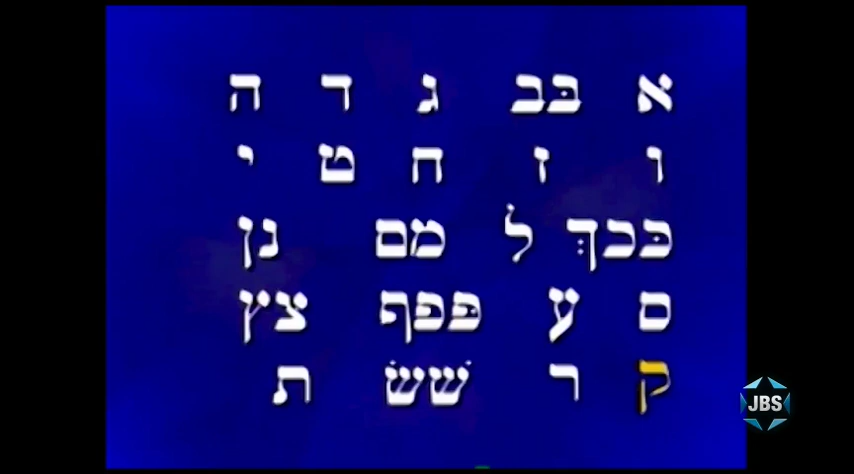 א בּב ג ד ה
ו ז ח ט י
כּכךְ ל מם נן
ס ע פּפף צץ
ק ר שׁשׂ ת
JBS